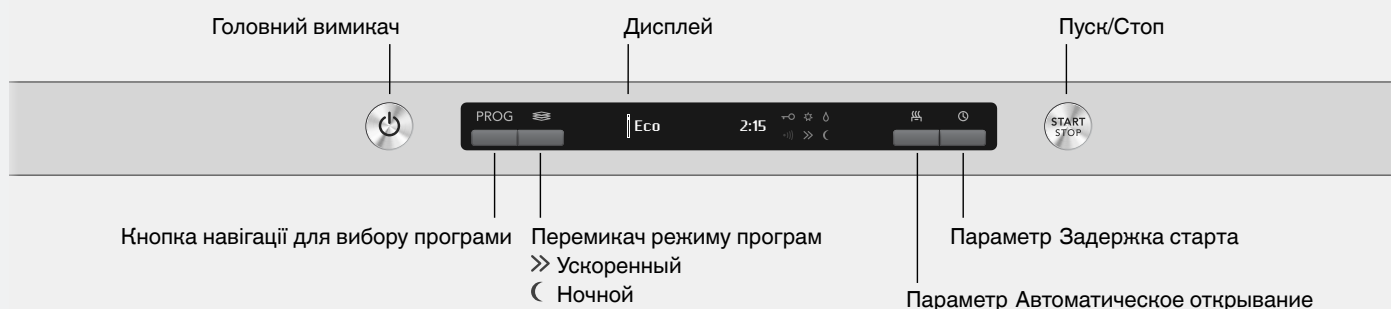 Головний вимикач
Дисплей
Пуск/Стоп
PROG
Eco
2:15
START
STOP
Кнопка навігації для вибору програми
Перемикач режиму програм
Ускоренный
Ночной
Параметр Задержка старта
Параметр Автоматическое открывание